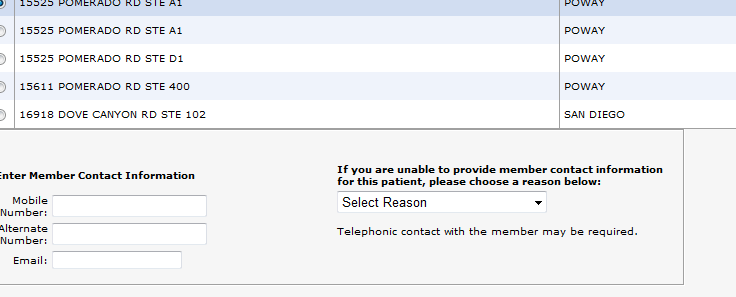 15525 POMERADO RD STE A1 POWAY
15525 POMERADO RD STE A1 POWAY
15525 POMERADO RD STE D1 POWAY
15611 POMERADO RD STE 400 POWAY
16918 DOVE CANYON RD STE 102 SAN DIEGO
Enter Member Contact Information
Mobile
Number:
Alternate
Number:
Email:
If you are unable to provide member contact information
for this patient, please choose a reason below:
Select Reason
Telephonic contact with the member may be required.